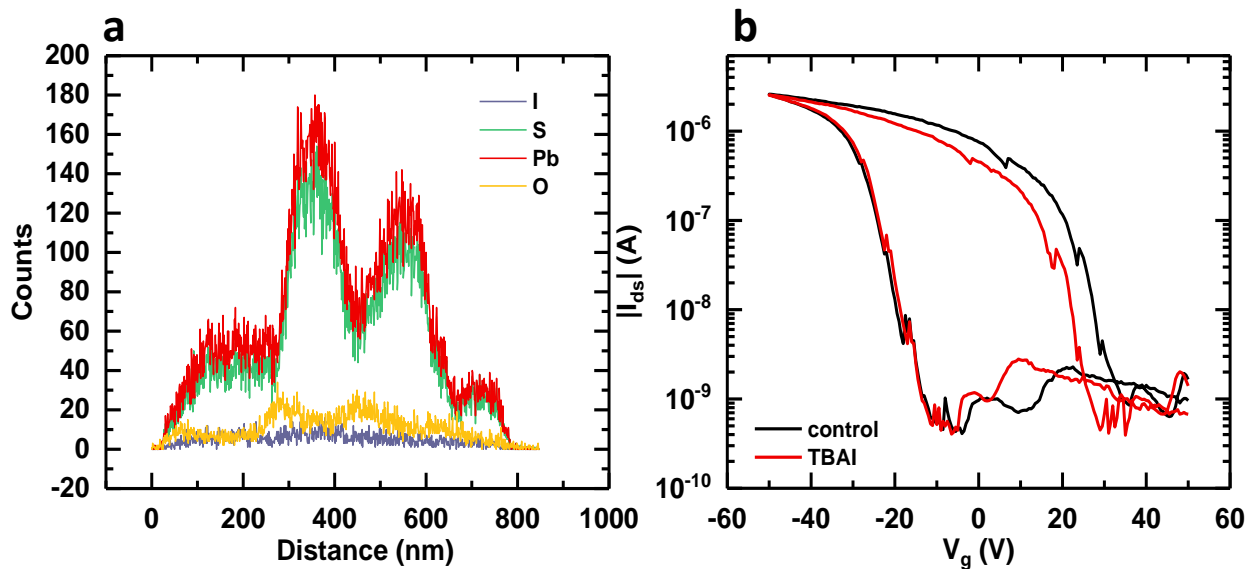 a
Counts
200
180
160
140
120
100
80
60
40
20
0
-20
0 200 400 600 800 1000
Distance (nm)
I
S
Pb
O
b
|I_ds| (A)
10⁻⁶
10⁻⁷
10⁻⁸
10⁻⁹
10⁻¹⁰
-60 -40 -20 0 20 40 60
V_g (V)
control
TBAI